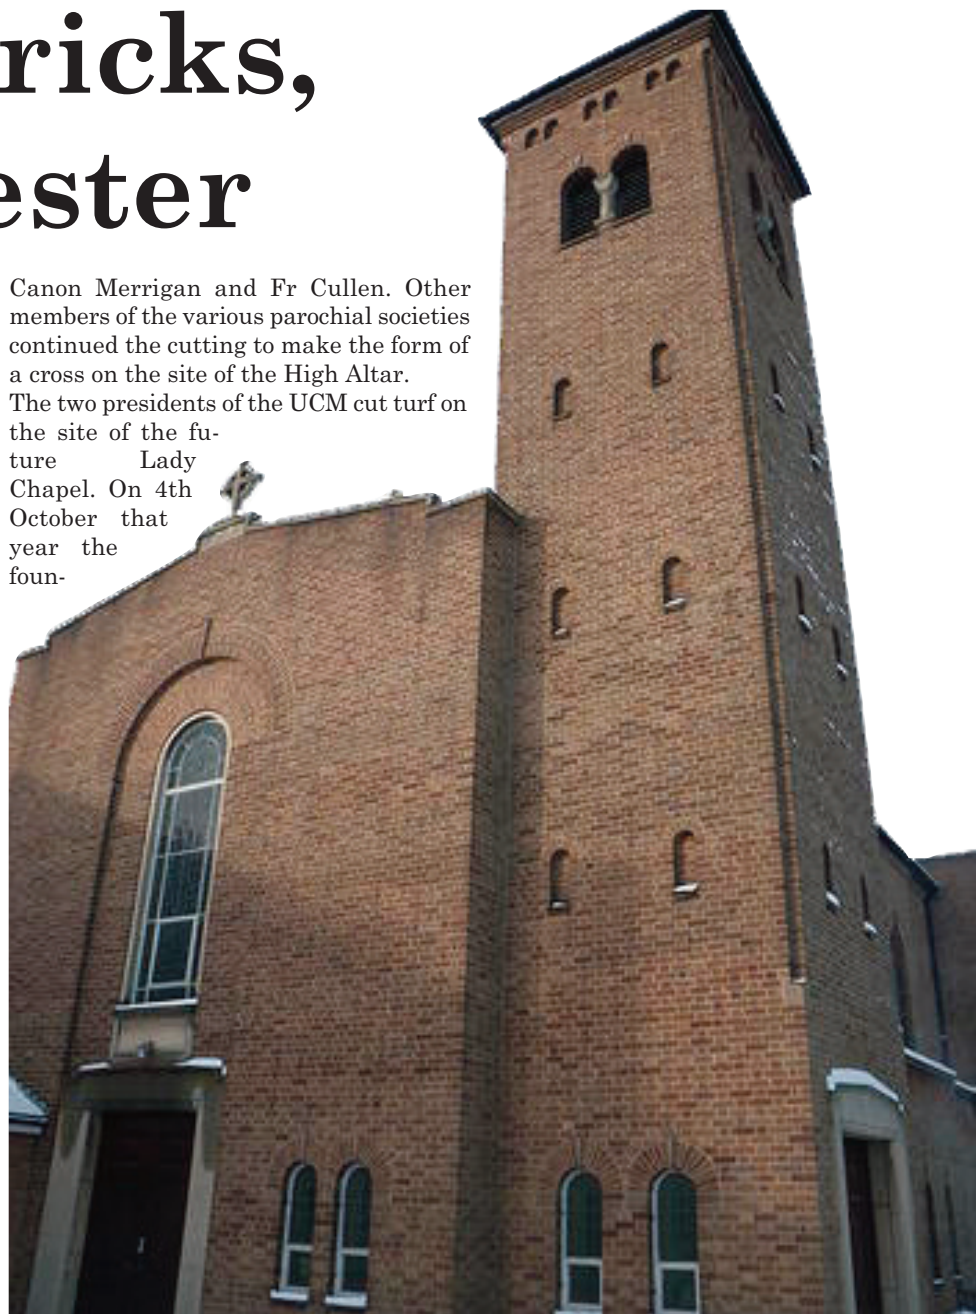 ricks,
ester
Canon Merrigan and Fr Cullen. Other
members of the various parochial societies
continued the cutting to make the form of
a cross on the site of the High Altar.
The two presidents of the UCM cut turf on
the site of the fu-
ture Lady
Chapel. On 4th
October that
year the
foun-